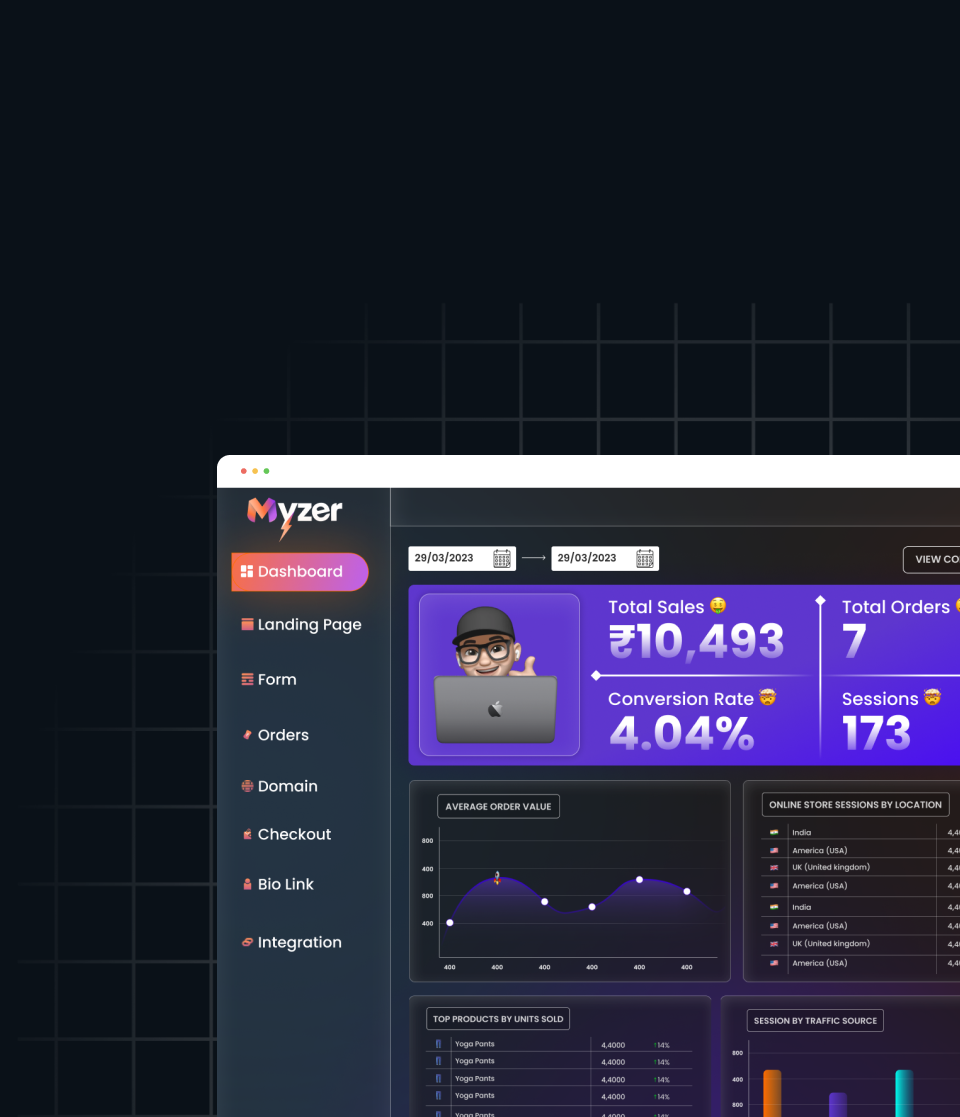 Myzer
Dashboard
Landing Page
Form
Orders
Domain
Checkout
Bio Link
Integration
29/03/2023
29/03/2023
VIEW CO
Total Sales 🤑
₹10,493
Total Orders
7
Conversion Rate 🤯
4.04%
Sessions 🤯
173
AVERAGE ORDER VALUE
800
400
800
400
400 400 400 400 400 400
ONLINE STORE SESSIONS BY LOCATION
India 4,4
America (USA) 4,4
UK (United kingdom) 4,4
America (USA) 4,4
India 4,4
America (USA) 4,4
UK (United kingdom) 4,4
America (USA) 4,4
TOP PRODUCTS BY UNITS SOLD
Yoga Pants 4,4000 ↑14%
Yoga Pants 4,4000 ↑14%
Yoga Pants 4,4000 ↑14%
Yoga Pants 4,4000 ↑14%
Yoga Pants 4,4000 ↑14%
SESSION BY TRAFFIC SOURCE
800
400
800